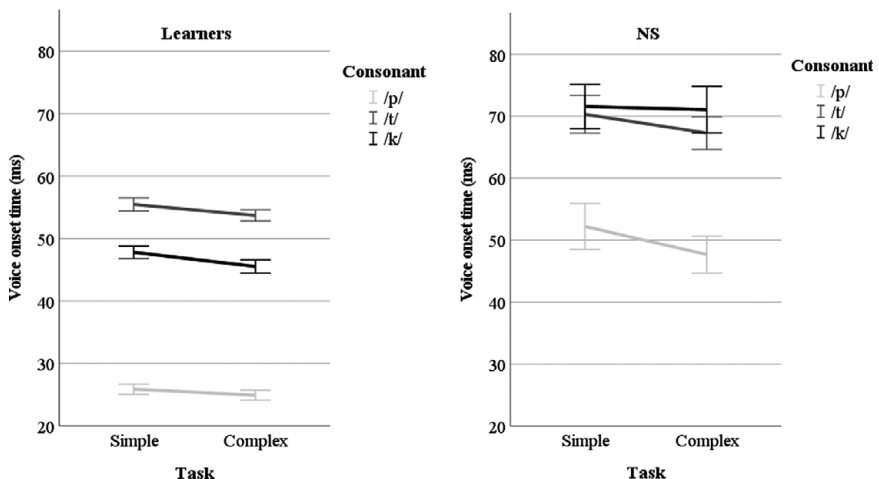 Learners
Consonant
/p/
/t/
/k/
Voice onset time (ms)
80
70
60
50
40
30
20
Simple
Complex
Task
NS
Consonant
/p/
/t/
/k/
Voice onset time (ms)
80
70
60
50
40
30
20
Simple
Complex
Task